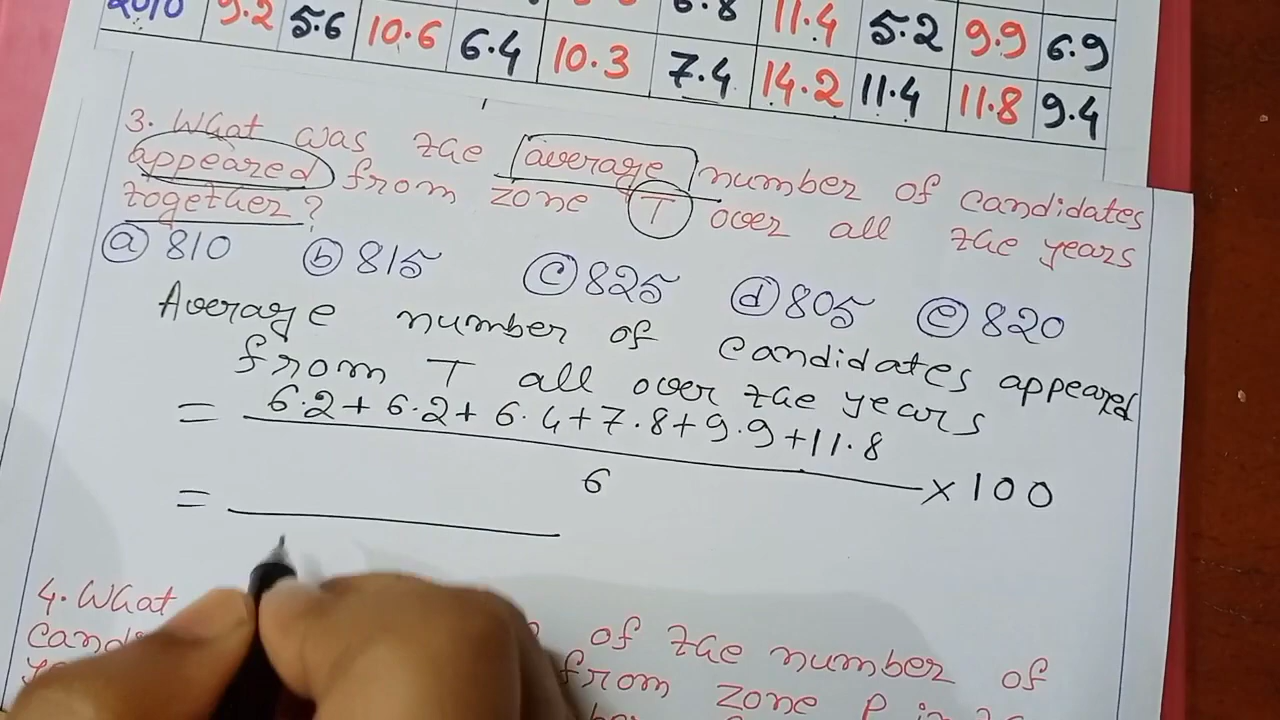 2010 9.2 5.6 10.6 6.4 6.8 11.4 5.2 9.9 6.9
10.3 7.4 14.2 11.4 11.8 9.4
3. What was the average number of candidates
appeared from zone T over all the years
together?
a 810 b 815 c 825 d 805 e 820
Average number of candidates appeared
from T all over the years
= 6.2 + 6.2 + 6.4 + 7.8 + 9.9 + 11.8
6 × 100
=
4. What of the number of
from zone P in